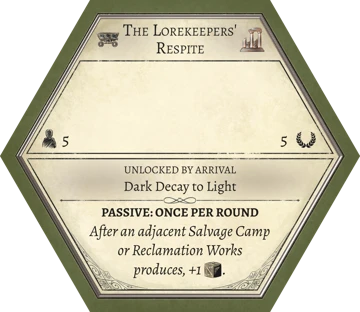 The Lorekeepers'
Respite
5 5
UNLOCKED BY ARRIVAL
Dark Decay to Light
PASSIVE: ONCE PER ROUND
After an adjacent Salvage Camp
or Reclamation Works
produces, +1 .